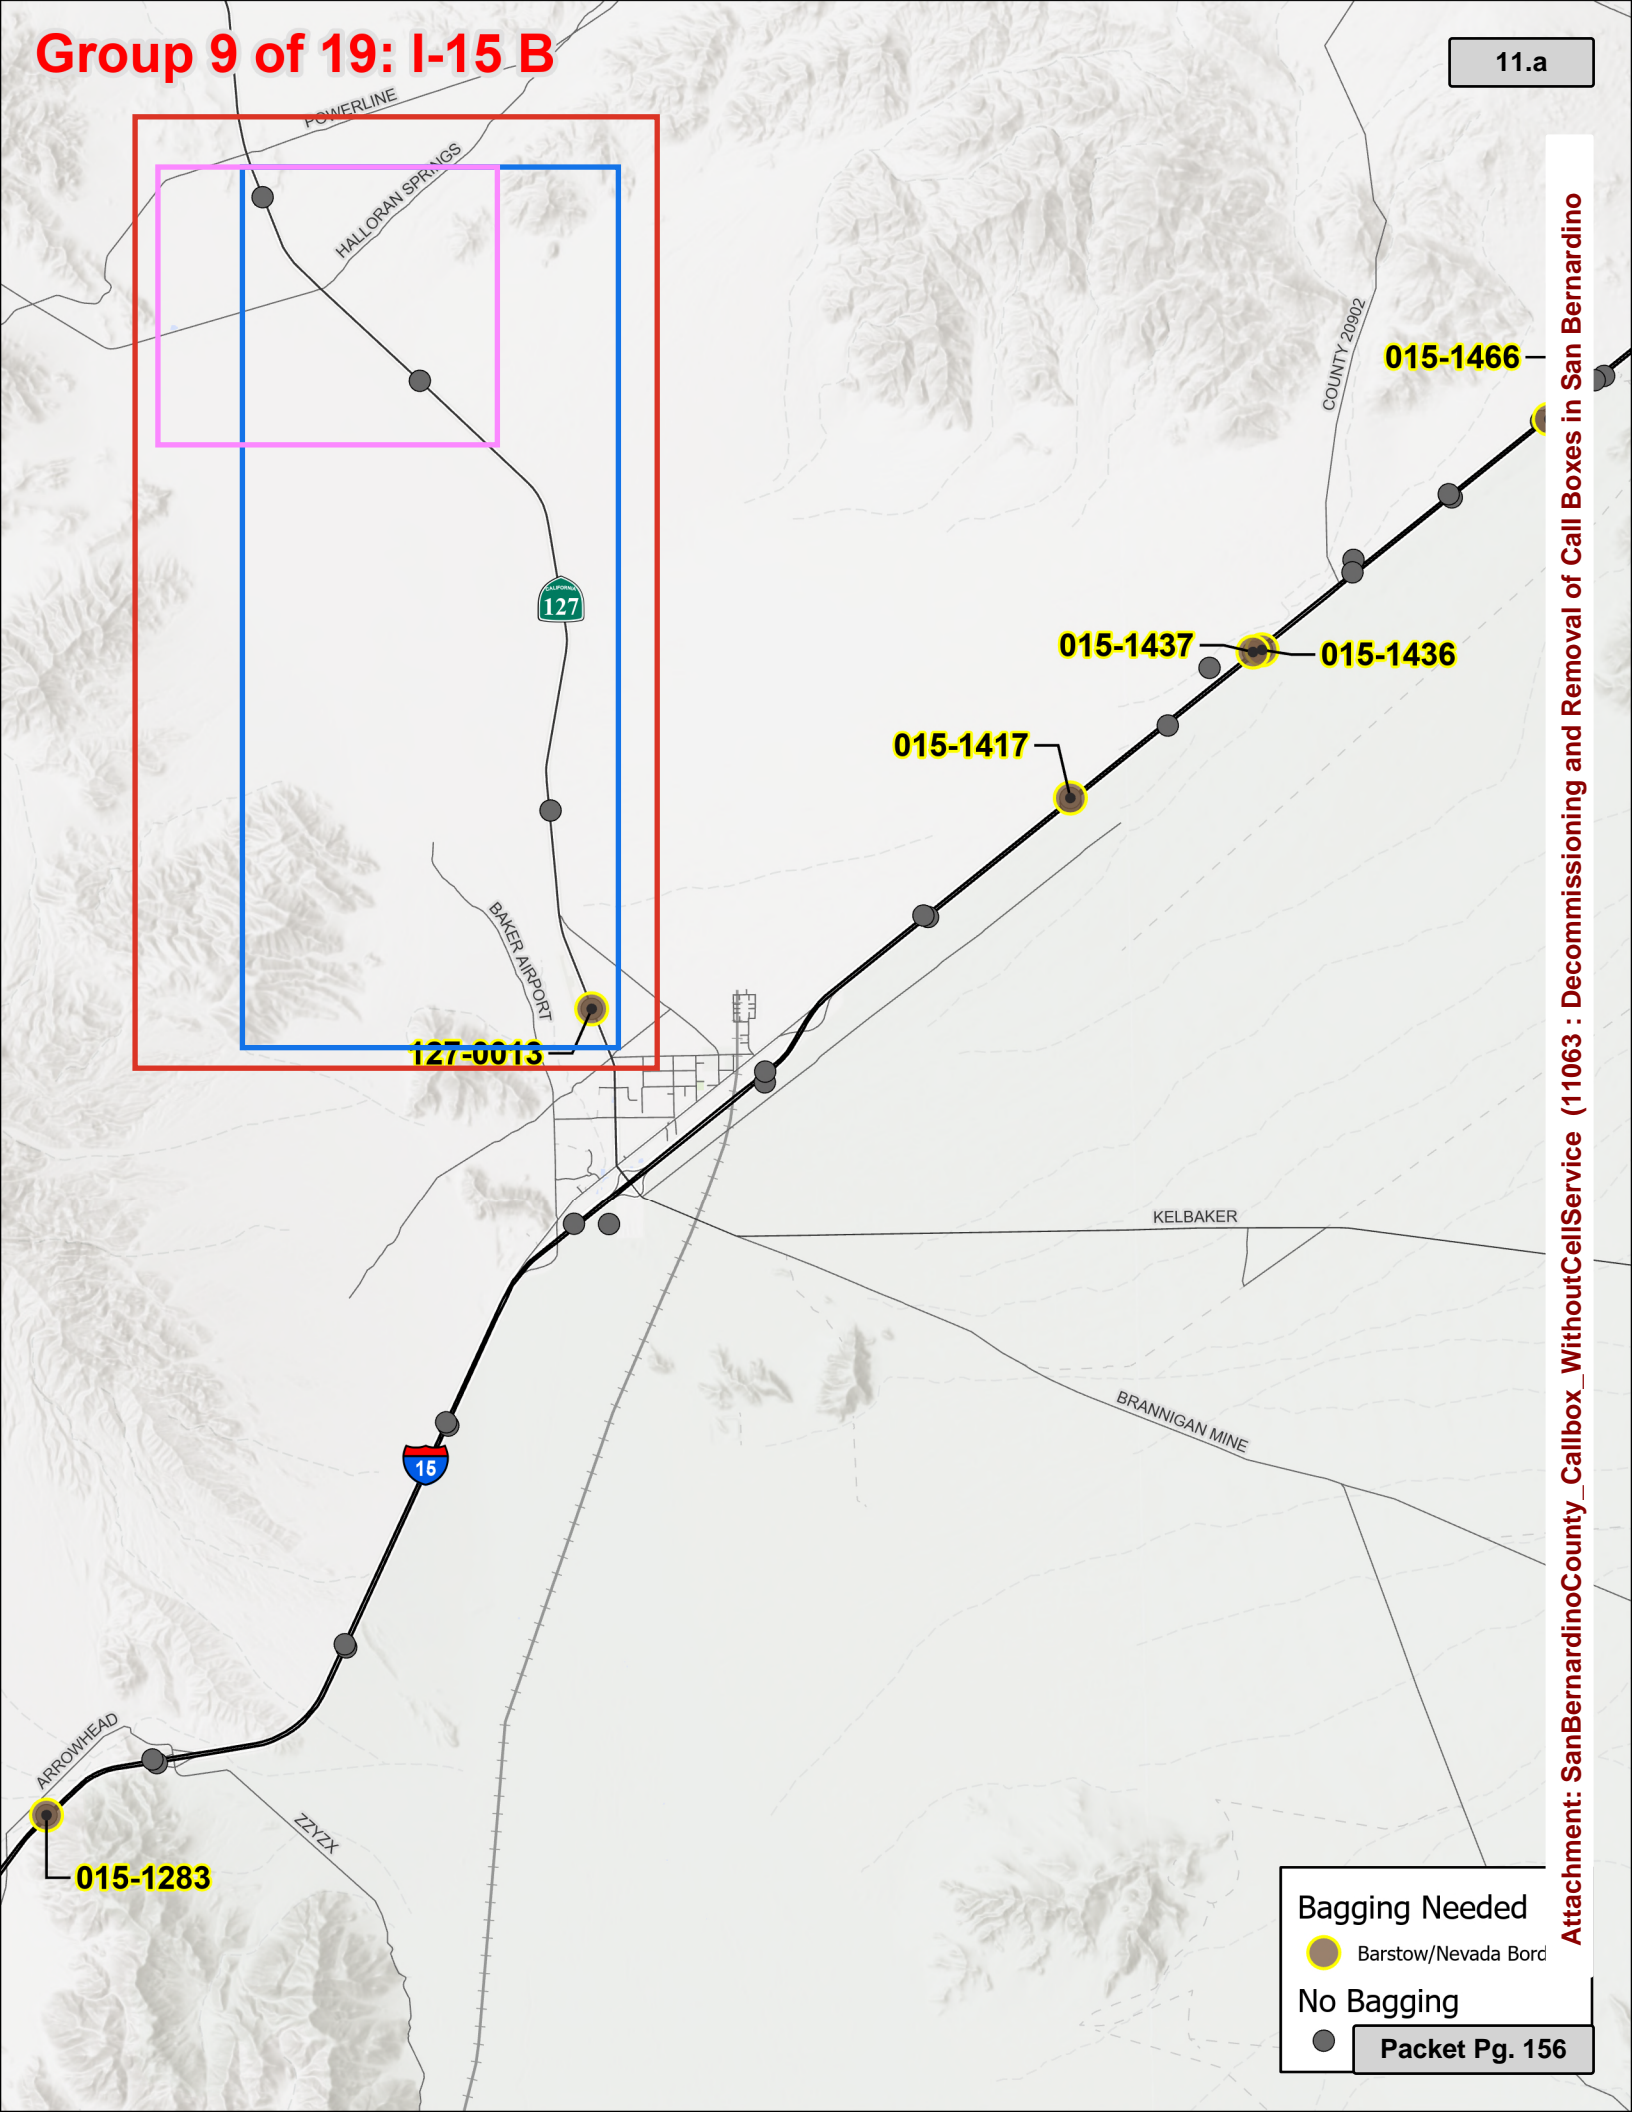 Group 9 of 19: I-15 B
11.a
POWERLINE
HALLORAN SPRINGS
COUNTY 20902
015-1466
CALIFORNIA
127
015-1437
015-1436
015-1417
BAKER AIRPORT
127-0013
KELBAKER
BRANNIGAN MINE
15
ARROWHEAD
ZZYZX
015-1283
Bagging Needed
Barstow/Nevada Bord
No Bagging
Packet Pg. 156
Attachment: SanBernardinoCounty_Callbox_WithoutCellService (11063 : Decommissioning and Removal of Call Boxes in San Bernardino